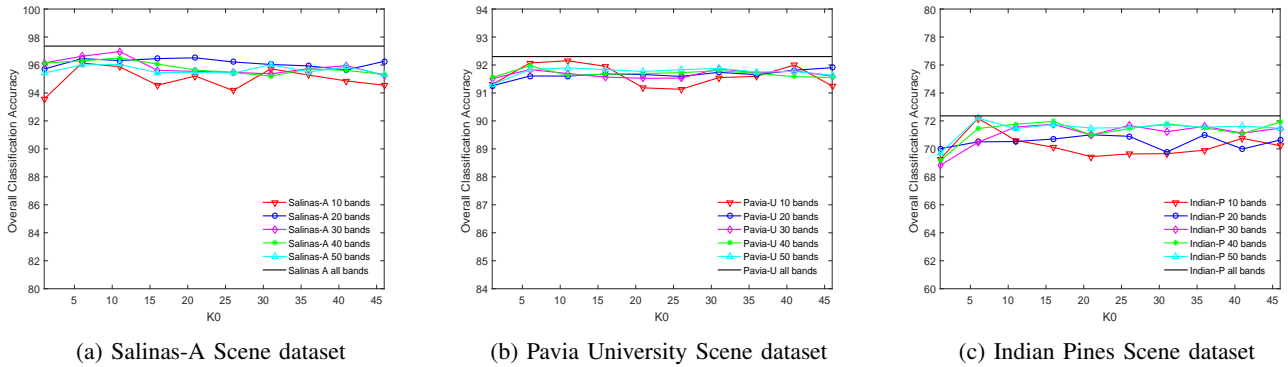 Overall Classification Accuracy
100
98
96
94
92
90
88
86
84
82
80
5
10
15
20
25
30
35
40
45
K0
Salinas-A 10 bands
Salinas-A 20 bands
Salinas-A 30 bands
Salinas-A 40 bands
Salinas-A 50 bands
Salinas A all bands
(a) Salinas-A Scene dataset
Overall Classification Accuracy
94
93
92
91
90
89
88
87
86
85
84
5
10
15
20
25
30
35
40
45
K0
Pavia-U 10 bands
Pavia-U 20 bands
Pavia-U 30 bands
Pavia-U 40 bands
Pavia-U 50 bands
Pavia-U all bands
(b) Pavia University Scene dataset
Overall Classification Accuracy
80
78
76
74
72
70
68
66
64
62
60
5
10
15
20
25
30
35
40
45
K0
Indian-P 10 bands
Indian-P 20 bands
Indian-P 30 bands
Indian-P 40 bands
Indian-P 50 bands
Indian-P all bands
(c) Indian Pines Scene dataset